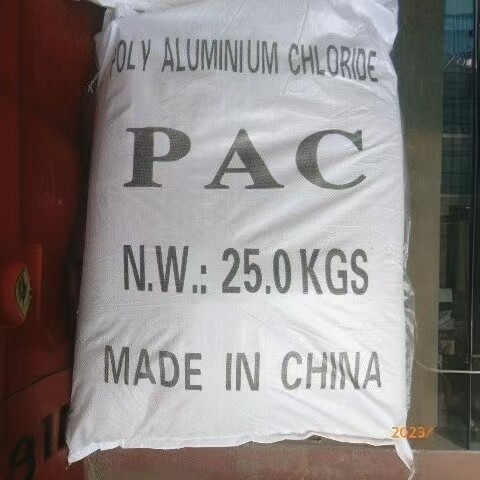 POLY ALUMINIUM CHLORIDE
PAC
N.W.: 25.0 KGS
MADE IN CHINA
2023/